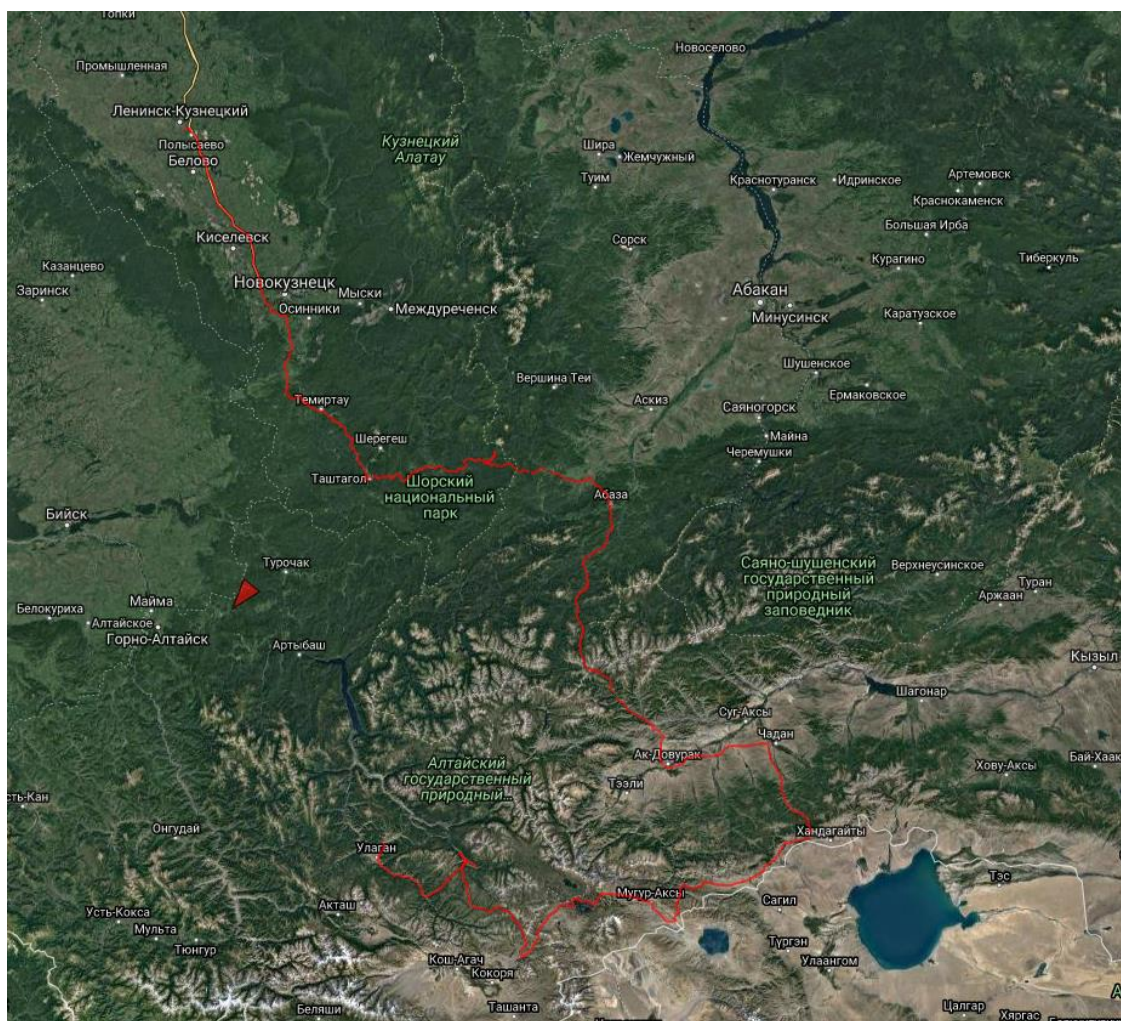 Топки
Новоселово
Промышленная
Ленинск-Кузнецкий
Полысаево
Белово
Кузнецкий
Алатау
Шира
Жемчужный
Туим
Краснотуранск
Идринское
Артемовск
Краснокаменск
Большая Ирба
Киселевск
Сорск
Курагино
Тиберкуль
Казанцево
Заринск
Новокузнецк
Мыски
Осинники
Междуреченск
Абакан
Минусинск
Каратузское
Шушенское
Вершина Теи
Ермаковское
Темиртау
Аскиз
Саяногорск
Шерегеш
Майна
Черемушки
Таштагол
Шорский
национальный
парк
Абаза
Бийск
Турочак
Саяно-шушенский
государственный
природный
заповедник
Верхнеусинское
Туран
Аржаан
Майма
Белокуриха
Алтайское
Горно-Алтайск
Артыбаш
Кызыл
Шагонар
Суг-Аксы
Чадан
Ак-Довурак
Бай-Хаак
Хову-Аксы
Тээли
Алтайский
государственный
природный...
сть-Кан
Онгудай
Хандагайты
Улаган
Тэс
Мугур-Аксы
Сагил
Усть-Кокса
Акташ
Мульта
Тюнгур
Түргэн
Улаангом
Кош-Агач
Кокоря
Беляши
Ташанта
Цалгар
Хяргас